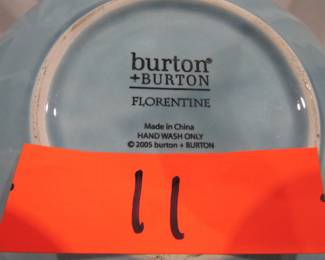 burton®
+BURTON
FLORENTINE
Made in China
HAND WASH ONLY
© 2005 burton + BURTON
11